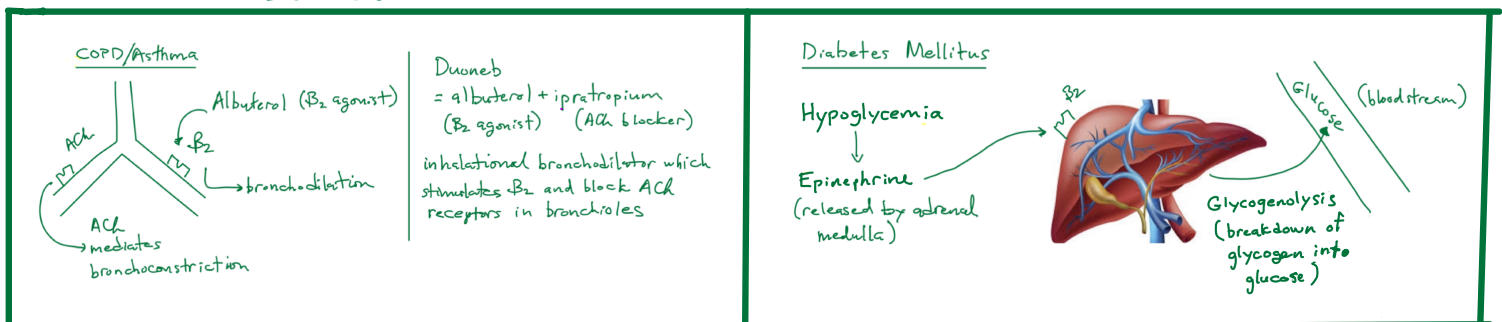 COPD/Asthma
Albuterol (β₂ agonist)
ACh
β₂
bronchodilation
ACh
mediates
bronchoconstriction
Duoneb
= albuterol + ipratropium
(β₂ agonist) (ACh blocker)
inhalational bronchodilator which
stimulates β₂ and block ACh
receptors in bronchioles
Diabetes Mellitus
Hypoglycemia
Epinephrine
(released by adrenal
medulla)
β₂
Glucose
(bloodstream)
Glycogenolysis
(breakdown of
glycogen into
glucose)